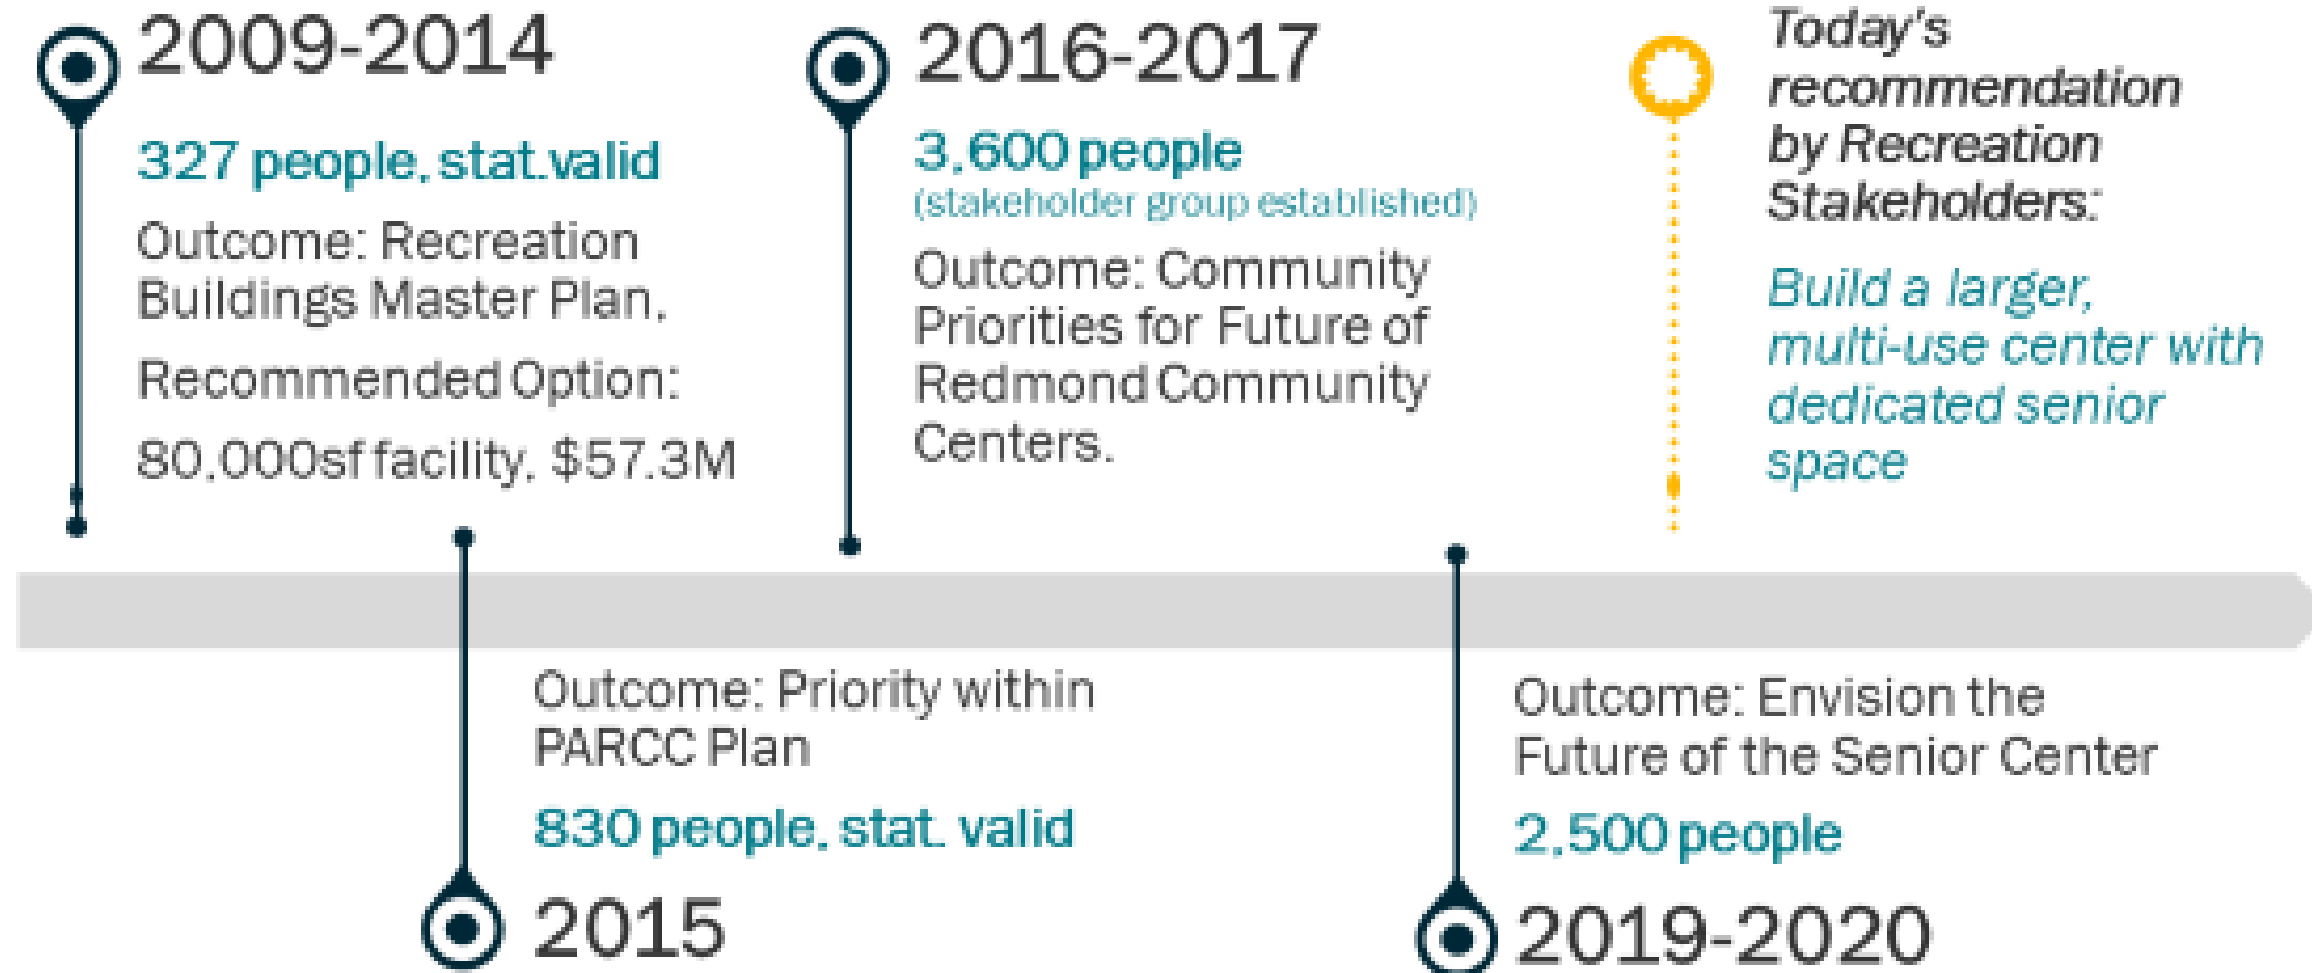 2009-2014
327 people, stat.valid
Outcome: Recreation
Buildings Master Plan,
Recommended Option:
80,000sf facility, $57.3M
Outcome: Priority within
PARCC Plan
830 people, stat. valid
2015
2016-2017
3,600 people
(stakeholder group established)
Outcome: Community
Priorities for Future of
Redmond Community
Centers.
Outcome: Envision the
Future of the Senior Center
2,500 people
2019-2020
Today's
recommendation
by Recreation
Stakeholders:
Build a larger,
multi-use center with
dedicated senior
space